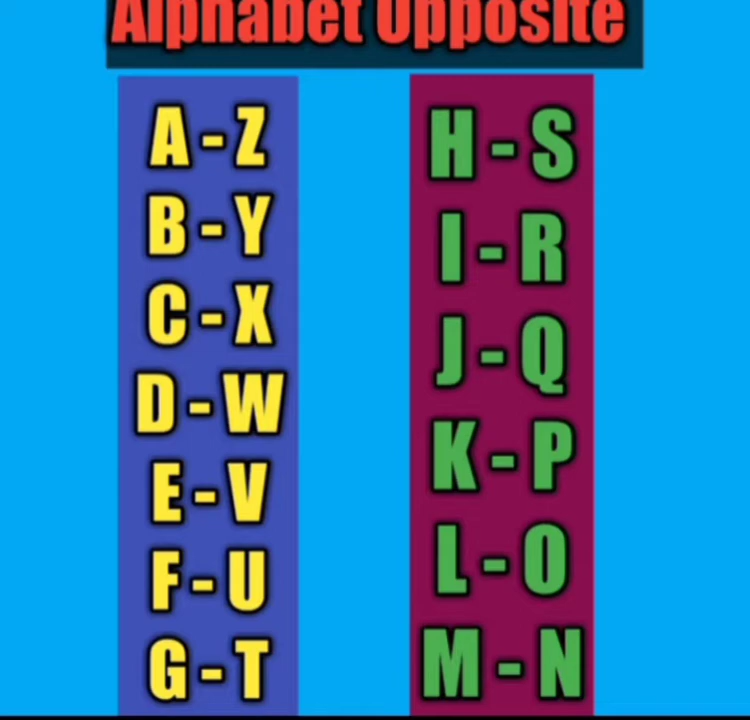 Alphabet Opposite
A - Z
B - Y
C - X
D - W
E - V
F - U
G - T
H - S
I - R
J - Q
K - P
L - O
M - N